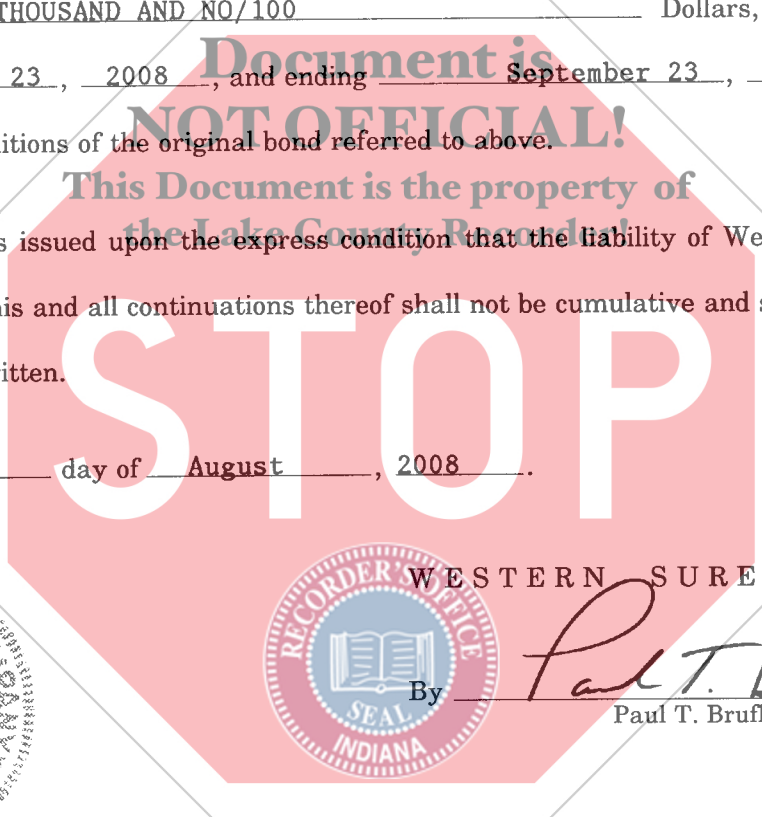 THOUSAND AND NO/100 Dollars,
Document is
23, 2008, and ending September 23,
NOT OFFICIAL!
itions of the original bond referred to above.
This Document is the property of
the Lake County Recorder!
s issued upon the express condition that the liability of We
is and all continuations thereof shall not be cumulative and
itten.
STOP
day of August, 2008.
WESTERN SURE
RECORDER'S OFFICE
SEAL
INDIANA
Paul T.
By
Paul T. Brufl